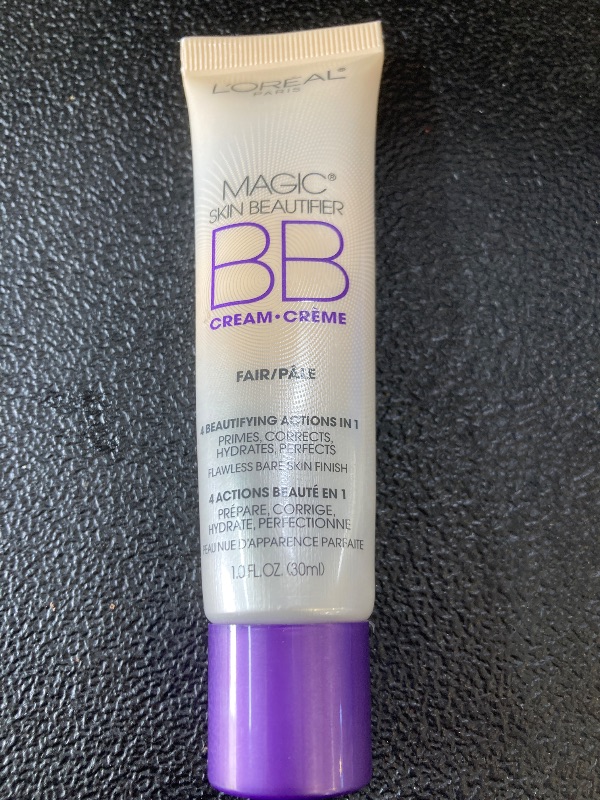 L'ORÉAL®
PARIS
MAGIC®
SKIN BEAUTIFIER
BB
CREAM • CRÈME
FAIR/PÂLE
4 BEAUTIFYING ACTIONS IN 1
PRIMES, CORRECTS,
HYDRATES, PERFECTS
FLAWLESS BARE SKIN FINISH
4 ACTIONS BEAUTÉ EN 1
PRÉPARE, CORRIGE,
HYDRATE, PERFECTIONNE
PEAU NUE D'APPARENCE PARFAITE
1.0 FL.OZ. (30ml)